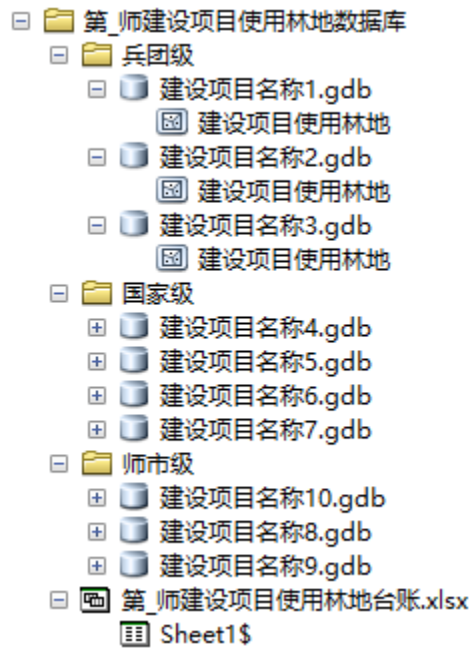 第_师建设项目使用林地数据库
兵团级
建设项目名称1.gdb
建设项目使用林地
建设项目名称2.gdb
建设项目使用林地
建设项目名称3.gdb
建设项目使用林地
国家级
建设项目名称4.gdb
建设项目名称5.gdb
建设项目名称6.gdb
建设项目名称7.gdb
师市级
建设项目名称10.gdb
建设项目名称8.gdb
建设项目名称9.gdb
第_师建设项目使用林地台账.xlsx
Sheet1$